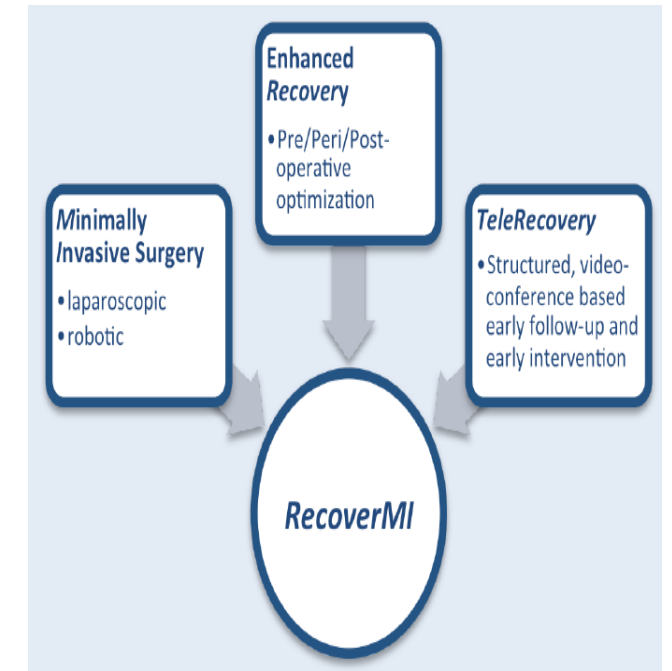 Enhanced
Recovery
•Pre/Peri/Post-
operative
optimization
Minimally
Invasive Surgery
•laparoscopic
•robotic
TeleRecovery
•Structured, video-
conference based
early follow-up and
early intervention
RecoverMI